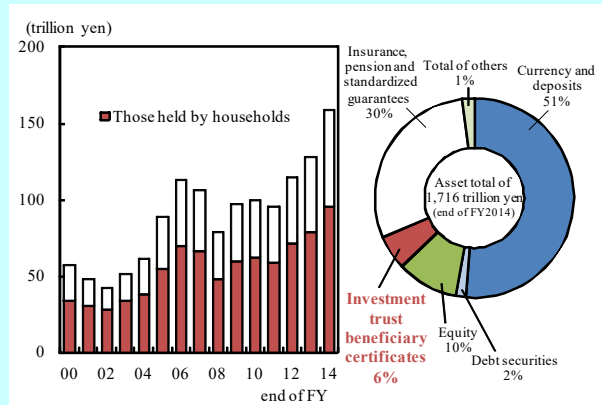 (trillion yen)
200
150
100
50
0
Those held by households
00 02 04 06 08 10 12 14
end of FY
Insurance,
pension and
standardized
guarantees
30%
Total of others
1%
Currency and
deposits
51%
Asset total of
1,716 trillion yen
(end of FY2014)
Investment
trust
beneficiary
certificates
6%
Equity
10%
Debt securities
2%